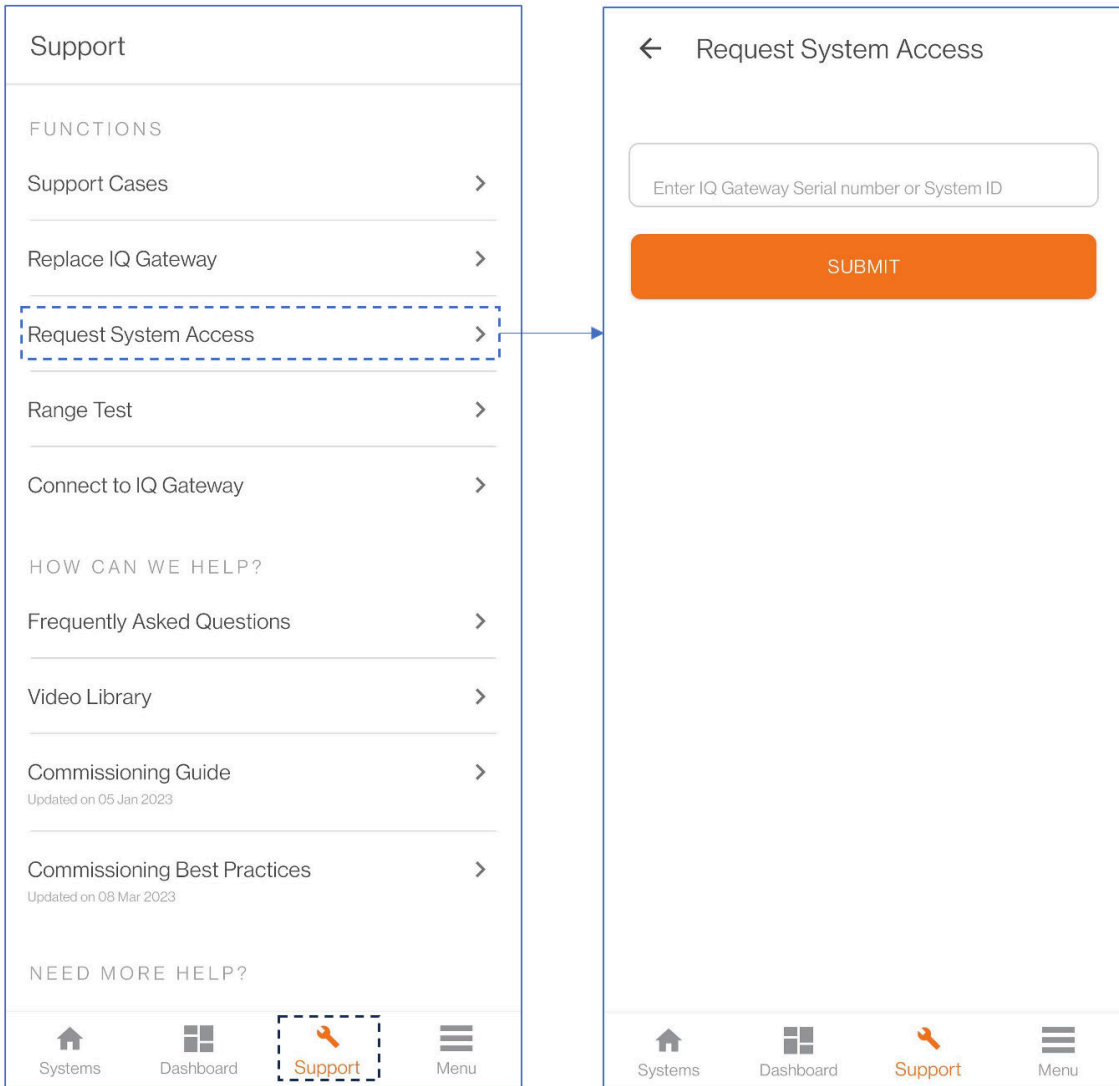 Support
FUNCTIONS
Support Cases
Replace IQ Gateway
Request System Access
Range Test
Connect to IQ Gateway
HOW CAN WE HELP?
Frequently Asked Questions
Video Library
Commissioning Guide
Updated on 05 Jan 2023
Commissioning Best Practices
Updated on 08 Mar 2023
NEED MORE HELP?
Systems Dashboard Support Menu
Request System Access
Enter IQ Gateway Serial number or System ID
SUBMIT
Systems Dashboard Support Menu